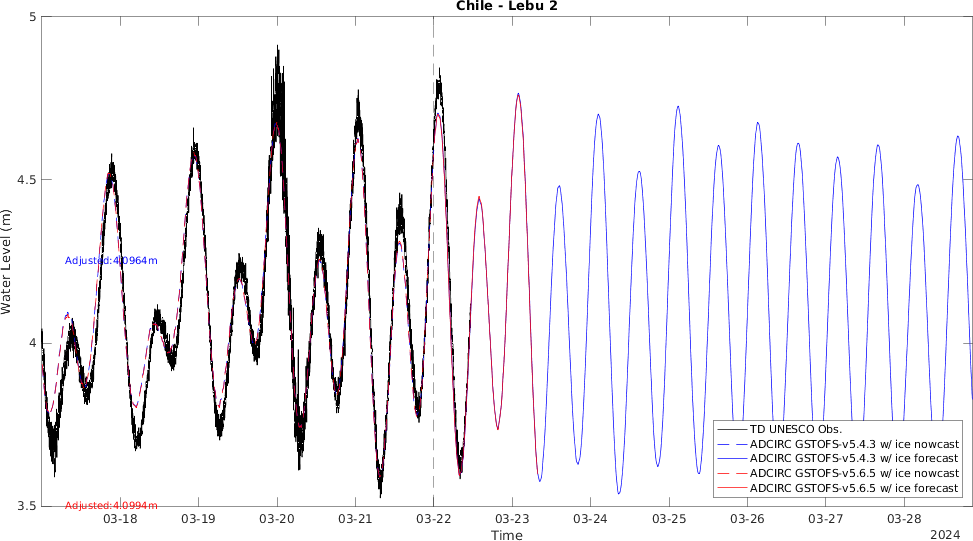 Chile - Lebu 2
5
4.5
4
3.5
Water Level (m)
Adjusted:4.0964m
Adjusted:4.0994m
TD UNESCO Obs.
ADCIRC GSTOFS-v5.4.3 w/ ice nowcast
ADCIRC GSTOFS-v5.4.3 w/ ice forecast
ADCIRC GSTOFS-v5.6.5 w/ ice nowcast
ADCIRC GSTOFS-v5.6.5 w/ ice forecast
03-18 03-19 03-20 03-21 03-22 03-23 03-24 03-25 03-26 03-27 03-28
Time
2024